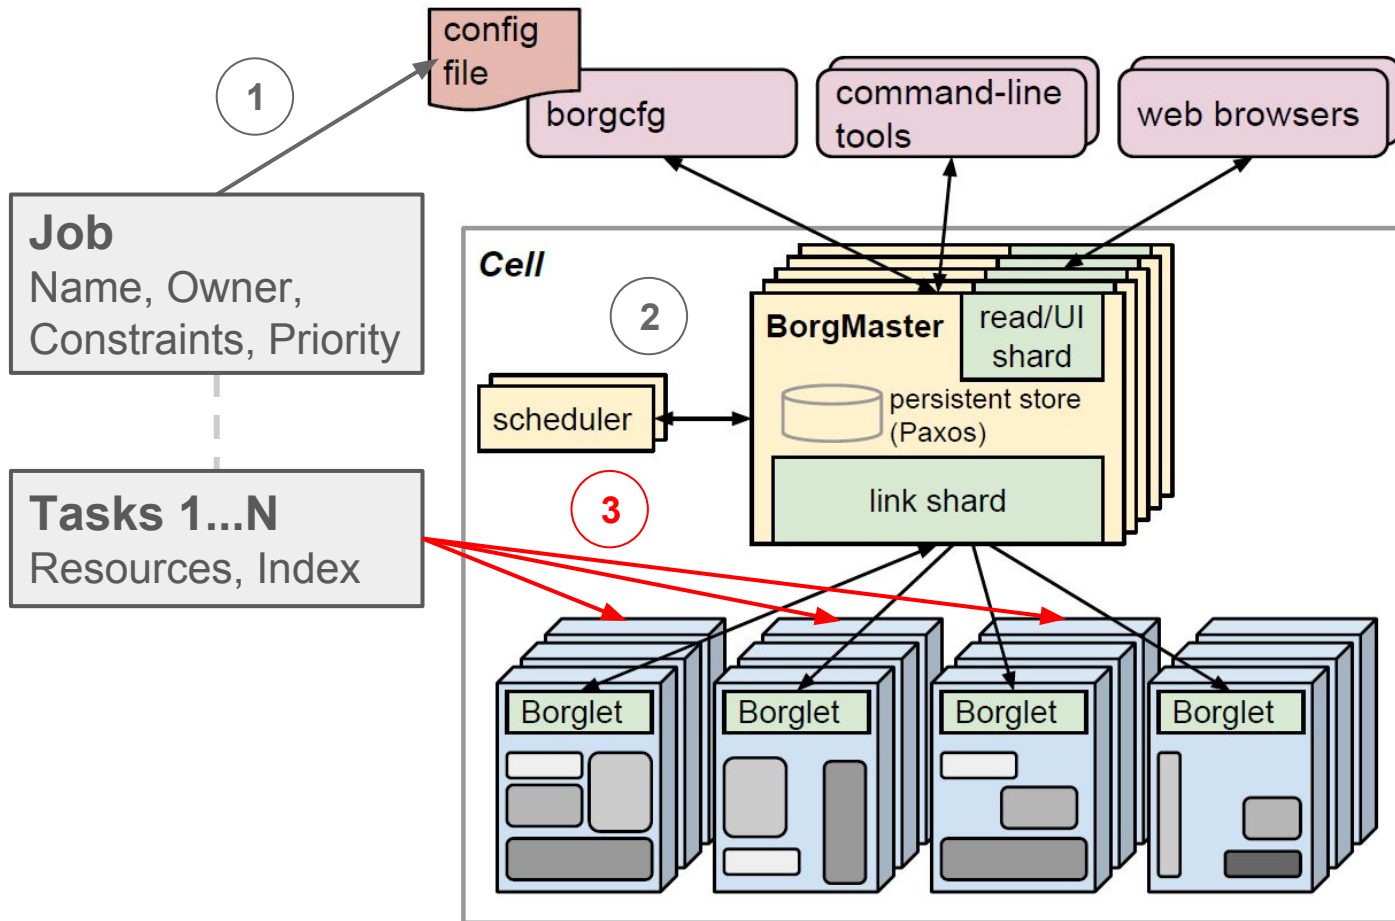 config
file
1
borgcfg
command-line
tools
web browsers
Job
Name, Owner,
Constraints, Priority
Cell
2
BorgMaster
read/UI
shard
scheduler
persistent store
(Paxos)
Tasks 1...N
Resources, Index
3
link shard
Borglet
Borglet
Borglet
Borglet